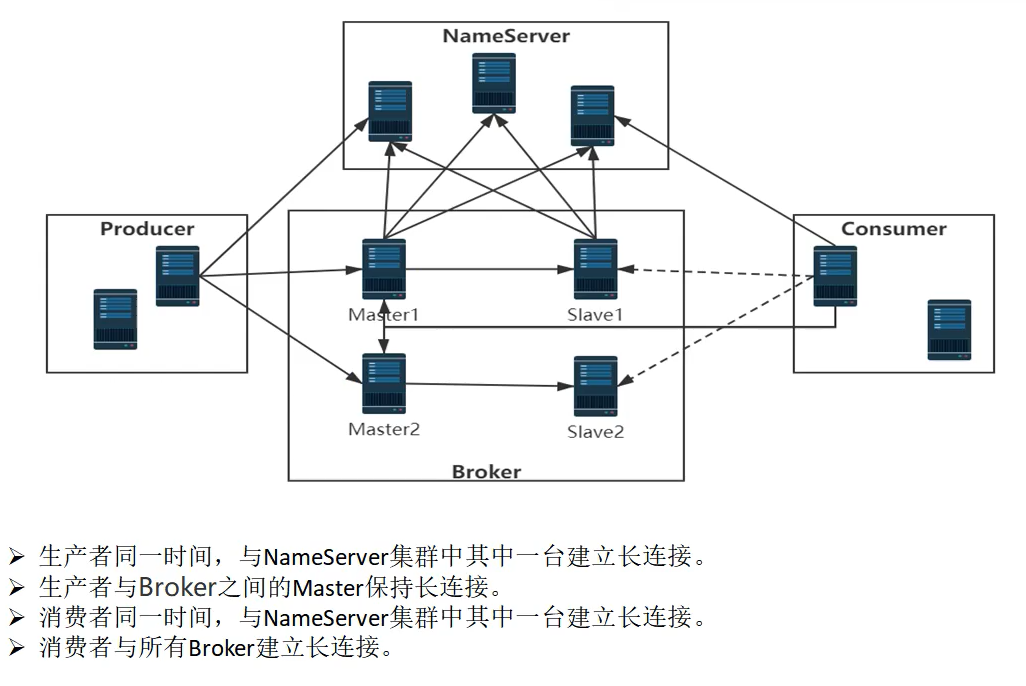 NameServer
Producer
Consumer
Master1
Slave1
Master2
Slave2
Broker
➢ 生产者同一时间，与NameServer集群中其中一台建立长连接。
➢ 生产者与Broker之间的Master保持长连接。
➢ 消费者同一时间，与NameServer集群中其中一台建立长连接。
➢ 消费者与所有Broker建立长连接。